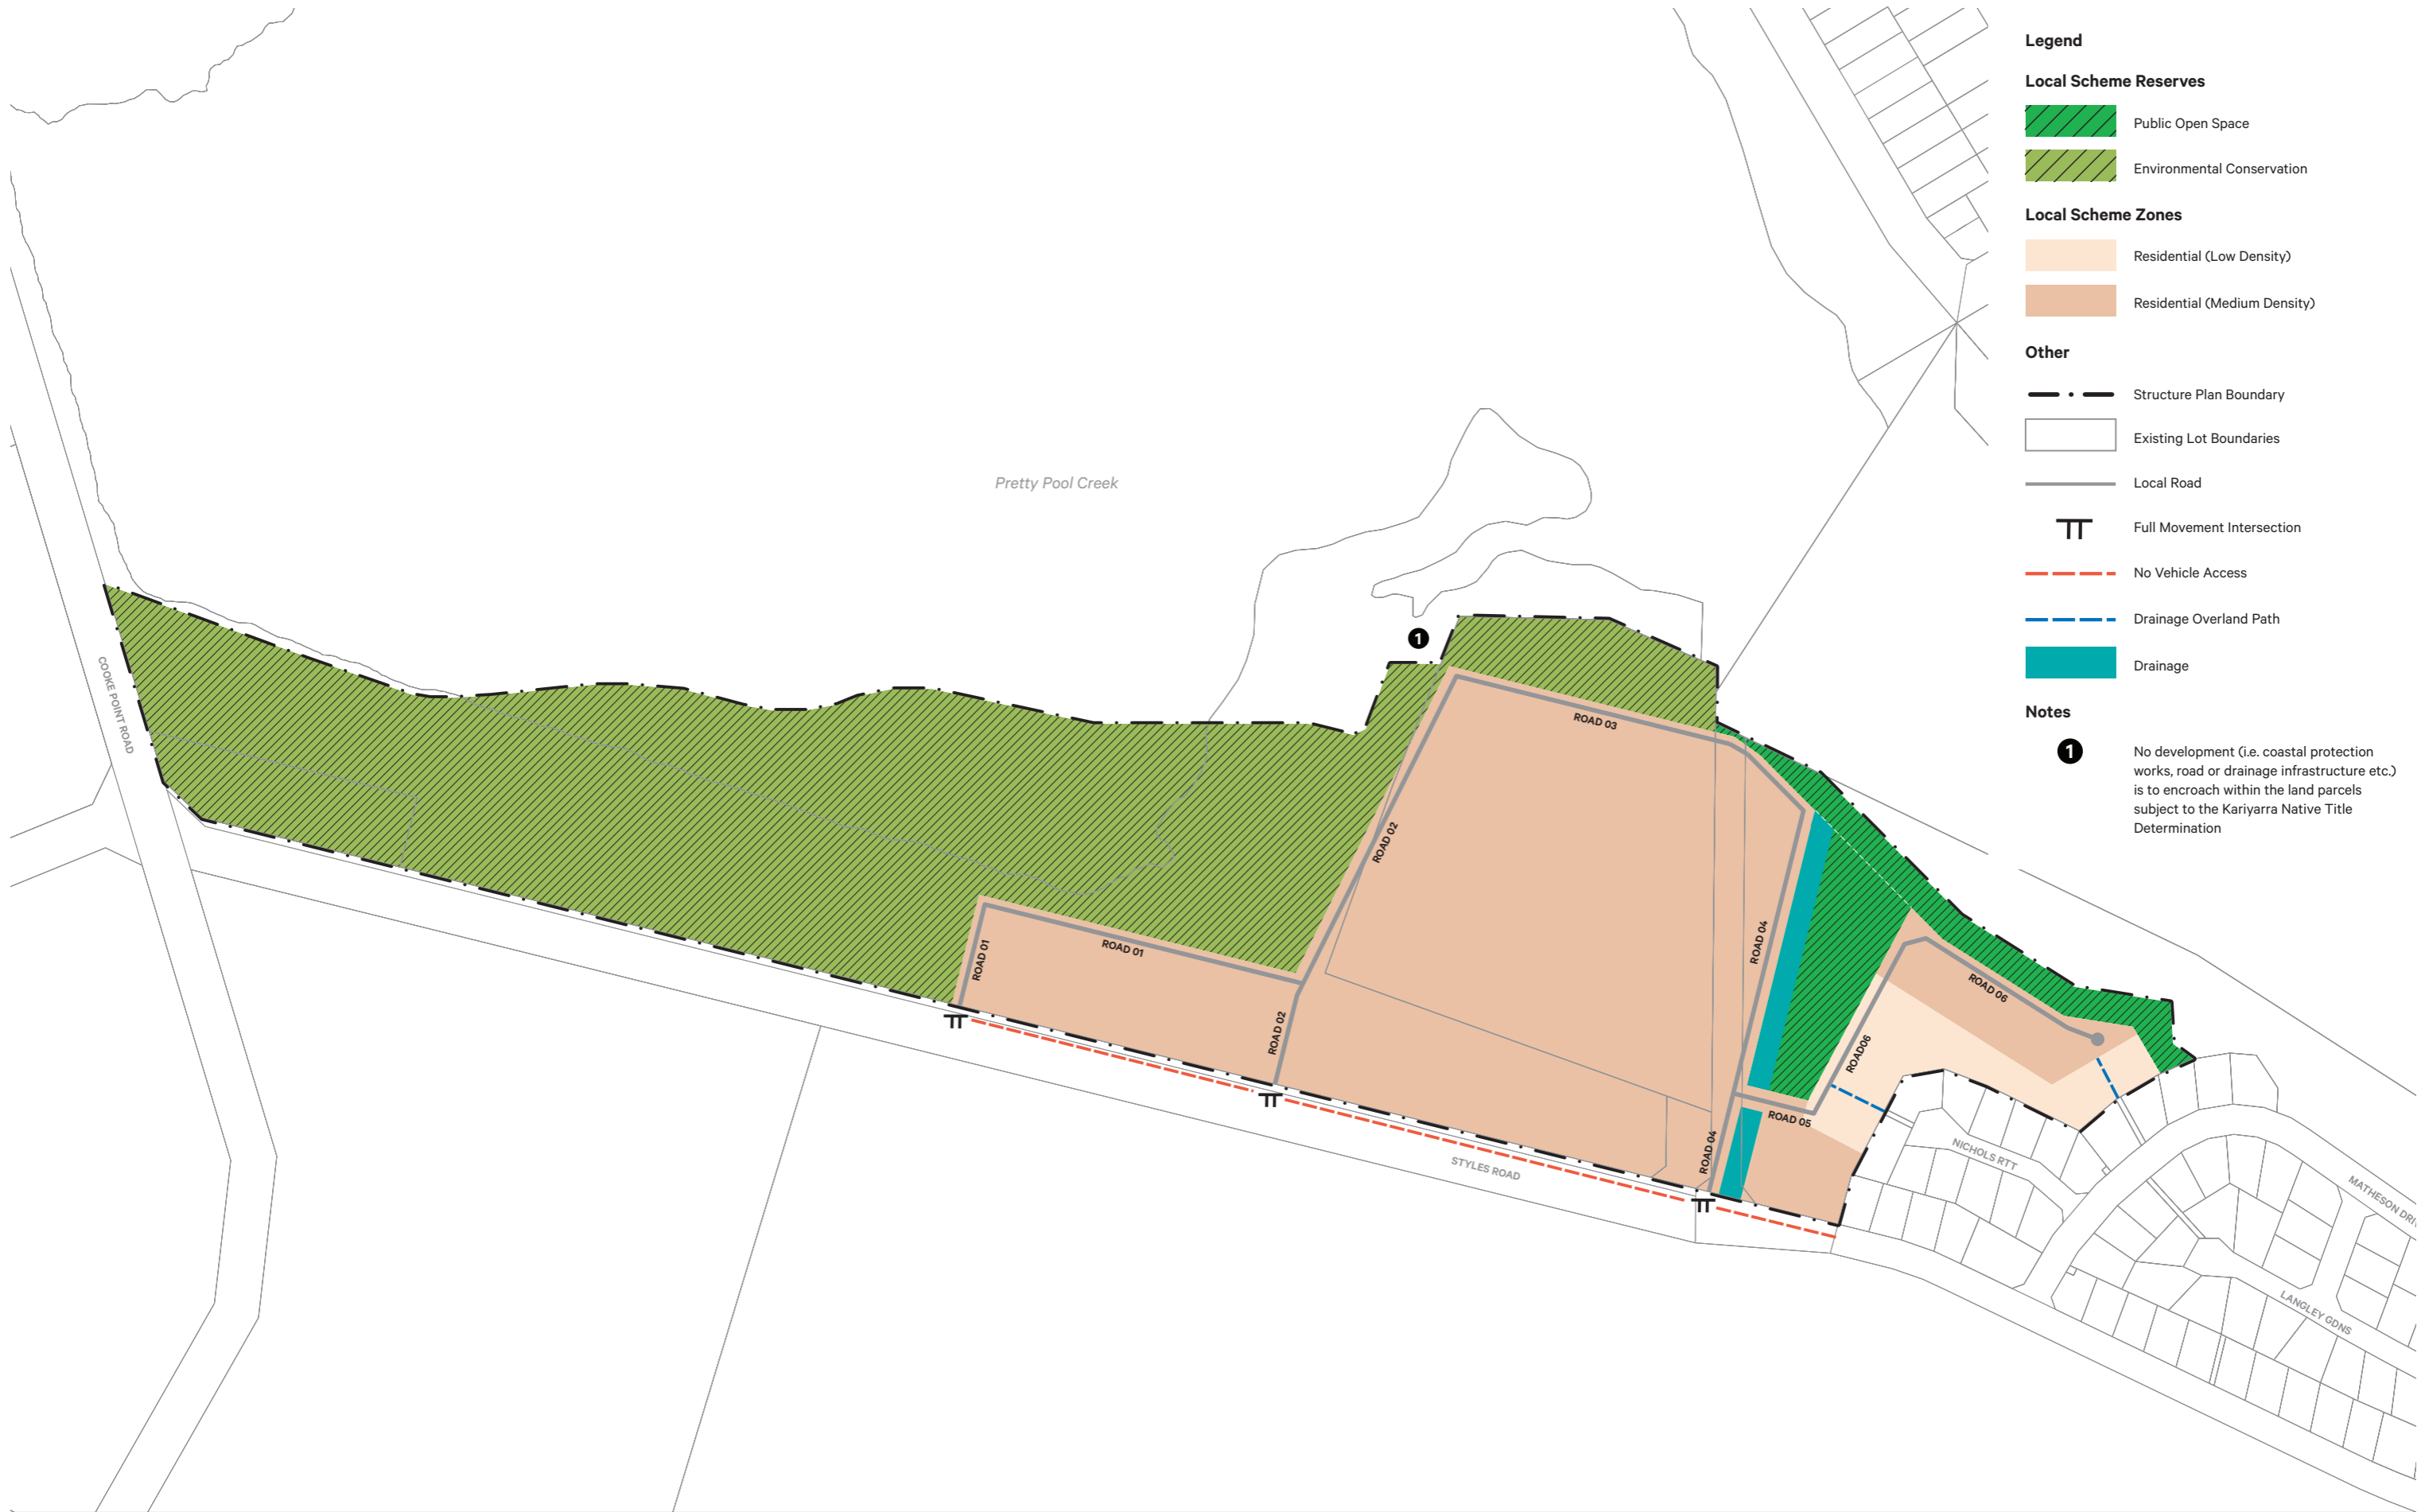 Legend
Local Scheme Reserves
Public Open Space
Environmental Conservation
Local Scheme Zones
Residential (Low Density)
Residential (Medium Density)
Other
Structure Plan Boundary
Existing Lot Boundaries
Local Road
Full Movement Intersection
No Vehicle Access
Drainage Overland Path
Drainage
Notes
1
No development (i.e. coastal protection
works, road or drainage infrastructure etc.)
is to encroach within the land parcels
subject to the Kariyarra Native Title
Determination
Pretty Pool Creek
1
COOKE POINT ROAD
ROAD 03
ROAD 02
ROAD 01
ROAD 01
ROAD 02
ROAD 04
ROAD 06
ROAD06
ROAD 05
ROAD 04
STYLES ROAD
NICHOLS RTT
MATHESON DRI
LANGLEY GDNS